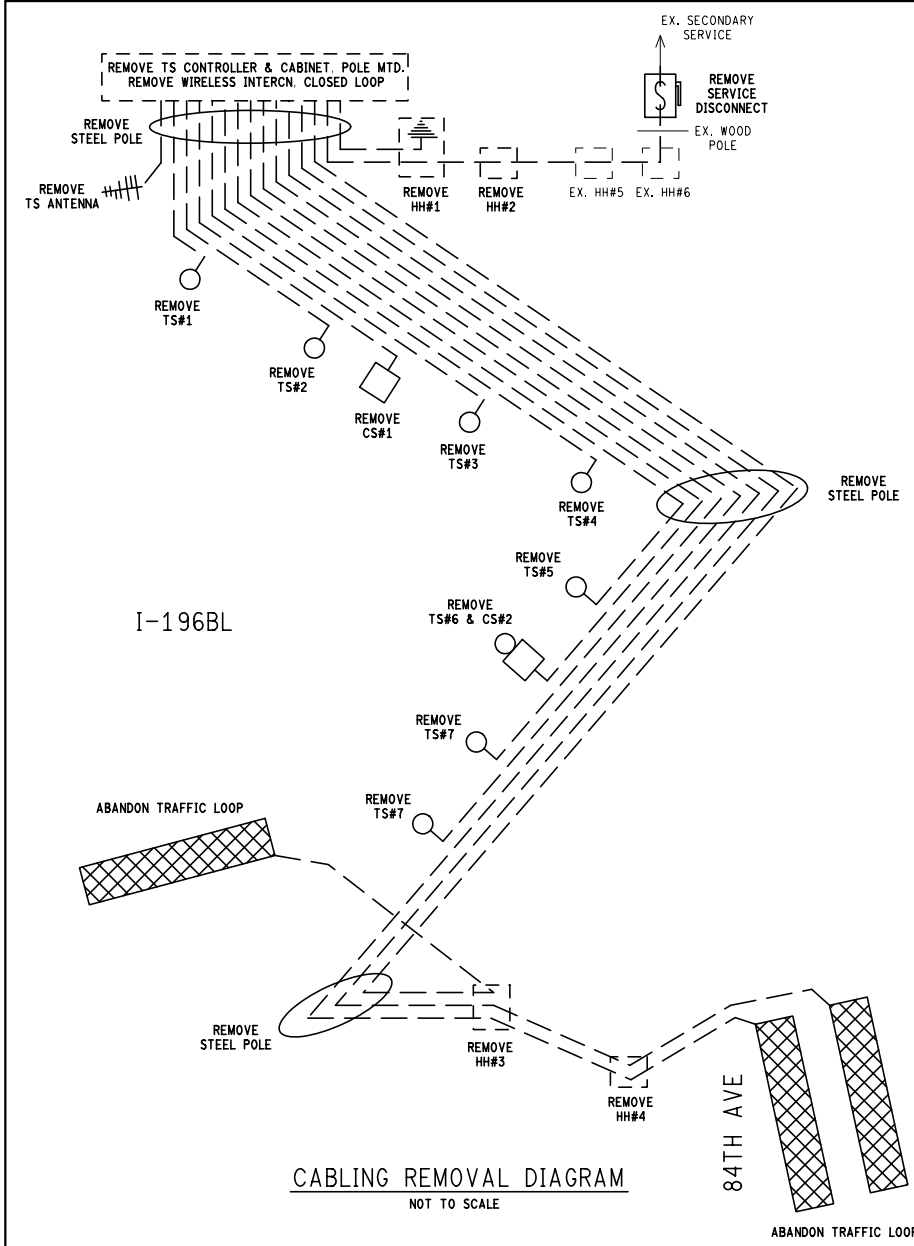 EX. SECONDARY
SERVICE
REMOVE TS CONTROLLER & CABINET, POLE MTD.
REMOVE WIRELESS INTERCN, CLOSED LOOP
REMOVE
SERVICE
DISCONNECT
S
REMOVE
STEEL POLE
EX. WOOD
POLE
REMOVE
TS ANTENNA
REMOVE
HH#1
REMOVE
HH#2
EX. HH#5
EX. HH#6
REMOVE
TS#1
REMOVE
TS#2
REMOVE
CS#1
REMOVE
TS#3
REMOVE
TS#4
REMOVE
STEEL POLE
REMOVE
TS#5
REMOVE
TS#6 & CS#2
I-196BL
REMOVE
TS#7
REMOVE
TS#7
ABANDON TRAFFIC LOOP
REMOVE
STEEL POLE
REMOVE
HH#3
REMOVE
HH#4
84TH AVE
CABLING REMOVAL DIAGRAM
NOT TO SCALE
ABANDON TRAFFIC LOOP